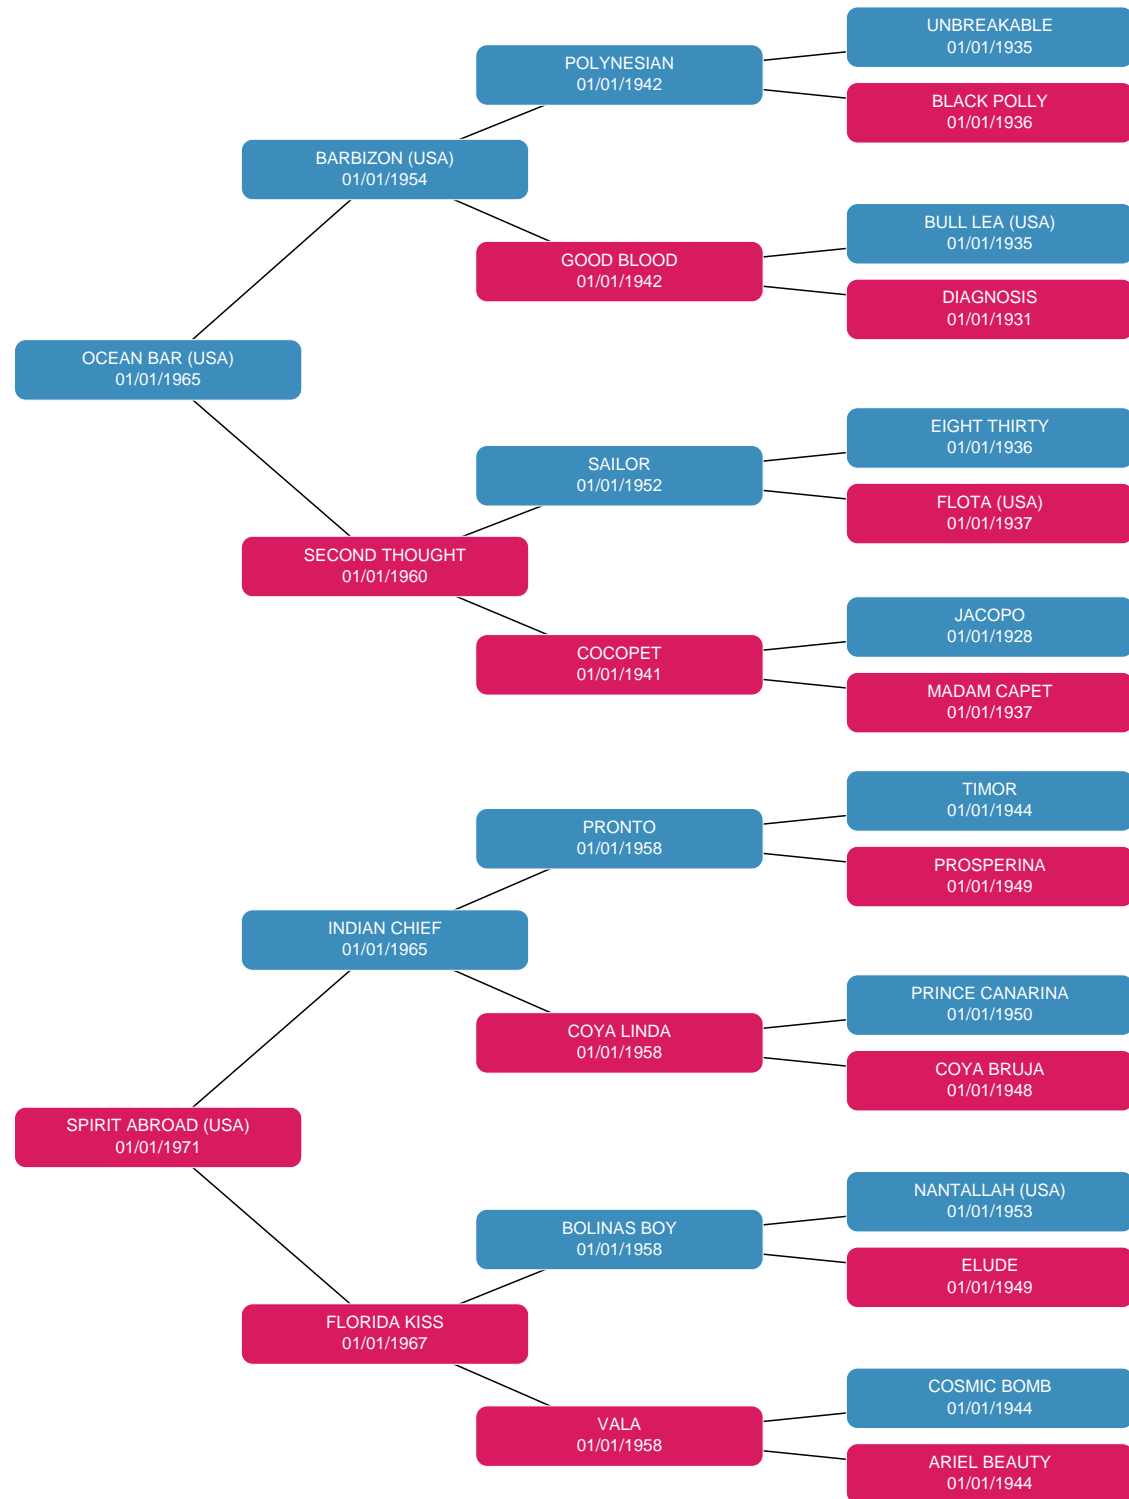 UNBREAKABLE
01/01/1935
POLYNESIAN
01/01/1942
BLACK POLLY
01/01/1936
BARBIZON (USA)
01/01/1954
BULL LEA (USA)
01/01/1935
GOOD BLOOD
01/01/1942
DIAGNOSIS
01/01/1931
OCEAN BAR (USA)
01/01/1965
EIGHT THIRTY
01/01/1936
SAILOR
01/01/1952
FLOTA (USA)
01/01/1937
SECOND THOUGHT
01/01/1960
JACOPO
01/01/1928
COCOPET
01/01/1941
MADAM CAPET
01/01/1937
TIMOR
01/01/1944
PRONTO
01/01/1958
PROSPERINA
01/01/1949
INDIAN CHIEF
01/01/1965
PRINCE CANARINA
01/01/1950
COYA LINDA
01/01/1958
COYA BRUJA
01/01/1948
SPIRIT ABROAD (USA)
01/01/1971
NANTALLAH (USA)
01/01/1953
BOLINAS BOY
01/01/1958
ELUDE
01/01/1949
FLORIDA KISS
01/01/1967
COSMIC BOMB
01/01/1944
VALA
01/01/1958
ARIEL BEAUTY
01/01/1944